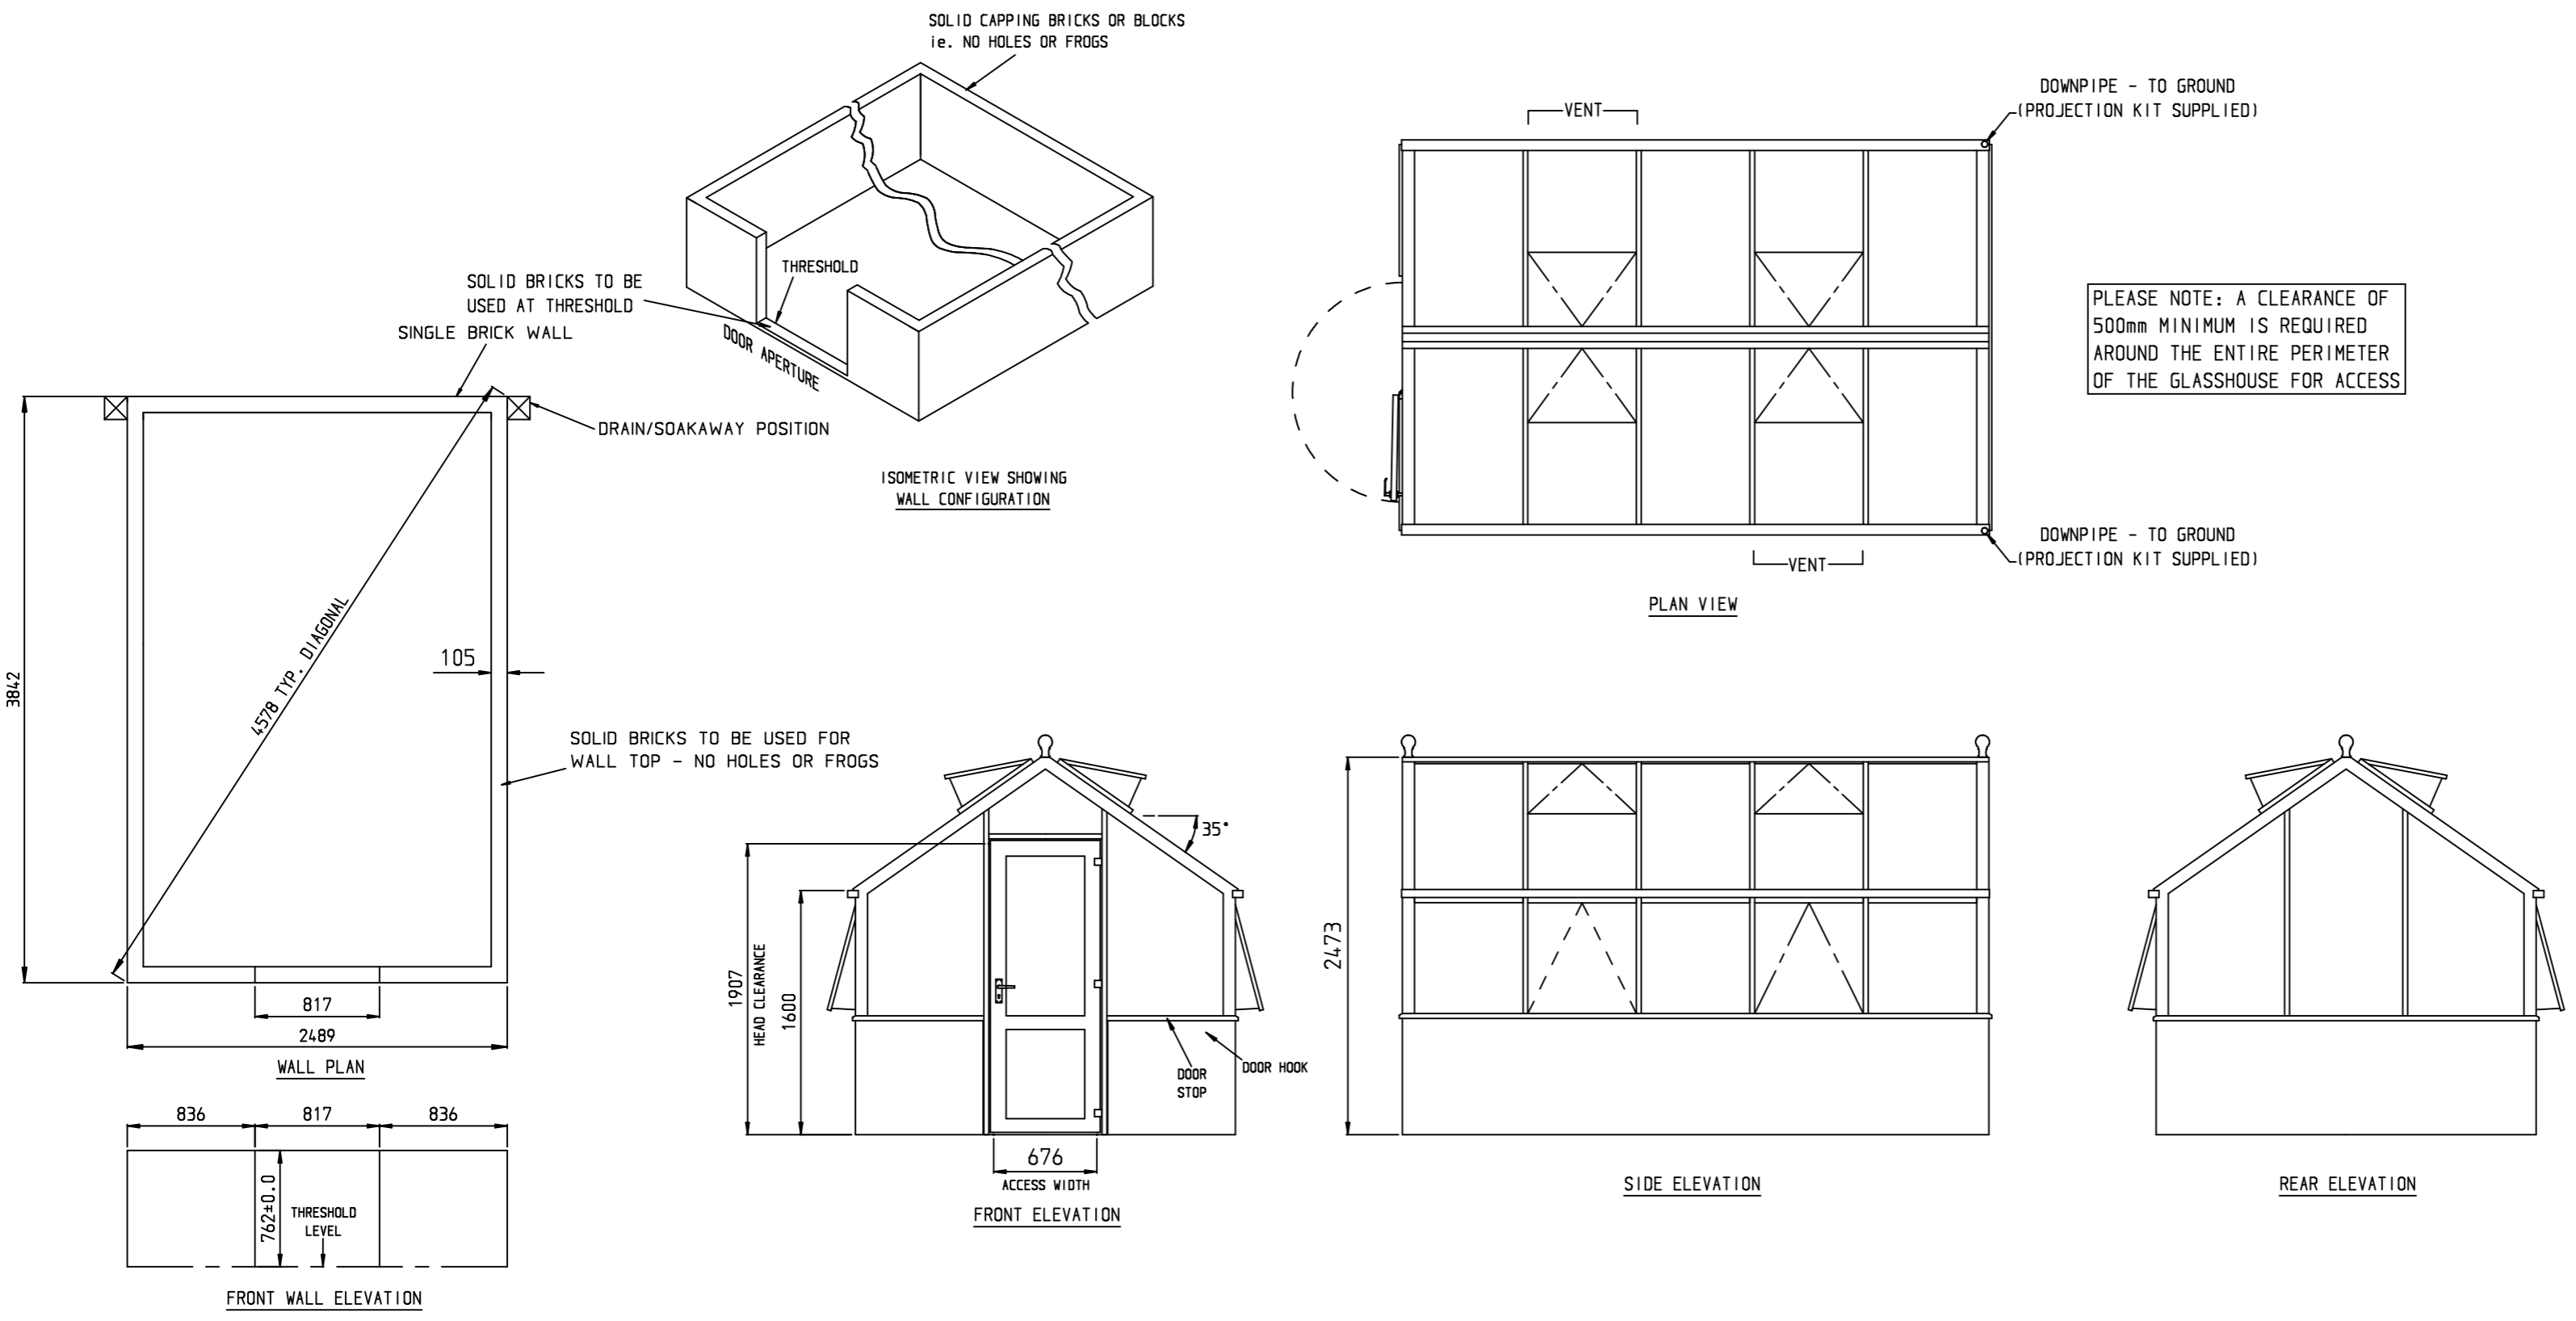 SOLID CAPPING BRICKS OR BLOCKS
ie. NO HOLES OR FROGS
THRESHOLD
SOLID BRICKS TO BE
USED AT THRESHOLD
SINGLE BRICK WALL
DOOR APERTURE
DRAIN/SOAKAWAY POSITION
ISOMETRIC VIEW SHOWING
WALL CONFIGURATION
VENT
DOWNPIPE - TO GROUND
(PROJECTION KIT SUPPLIED)
PLEASE NOTE: A CLEARANCE OF
500mm MINIMUM IS REQUIRED
AROUND THE ENTIRE PERIMETER
OF THE GLASSHOUSE FOR ACCESS
DOWNPIPE - TO GROUND
(PROJECTION KIT SUPPLIED)
VENT
PLAN VIEW
3842
4578 TYP. DIAGONAL
105
SOLID BRICKS TO BE USED FOR
WALL TOP - NO HOLES OR FROGS
817
2489
WALL PLAN
836
817
836
762±0.0
THRESHOLD
LEVEL
FRONT WALL ELEVATION
35°
1907
HEAD CLEARANCE
1600
DOOR
STOP
DOOR HOOK
676
ACCESS WIDTH
FRONT ELEVATION
2473
SIDE ELEVATION
REAR ELEVATION